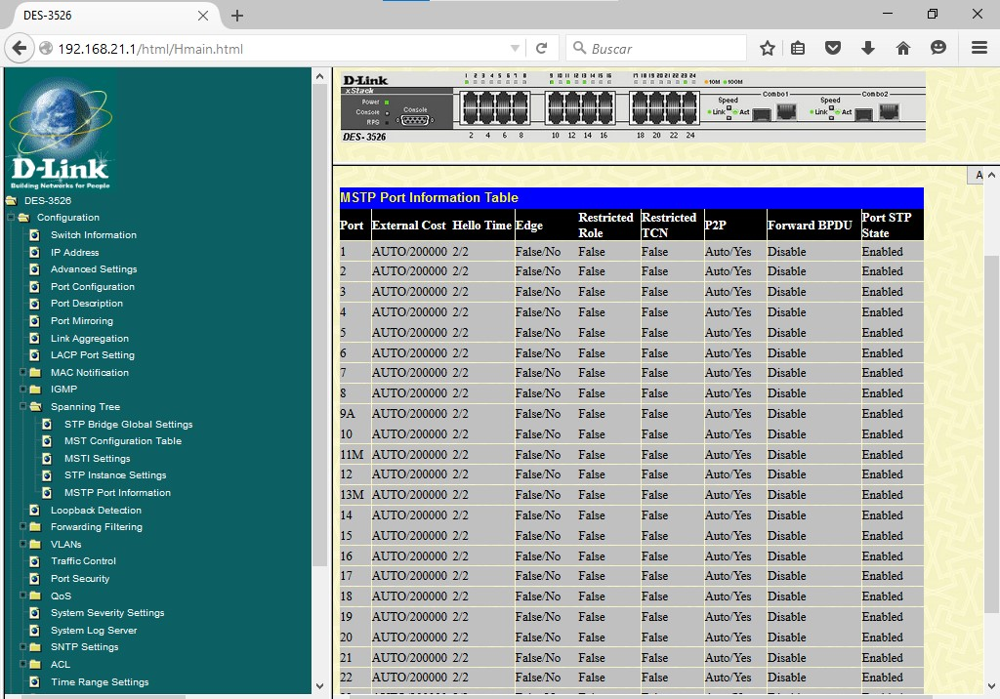 DES-3526
192.168.21.1/html/Hmain.html
Buscar
D-Link
Building Networks for People
DES-3526
Configuration
Switch Information
IP Address
Advanced Settings
Port Configuration
Port Description
Port Mirroring
Link Aggregation
LACP Port Setting
MAC Notification
IGMP
Spanning Tree
STP Bridge Global Settings
MST Configuration Table
MSTI Settings
STP Instance Settings
MSTP Port Information
Loopback Detection
Forwarding Filtering
VLANs
Traffic Control
Port Security
QoS
System Severity Settings
System Log Server
SNTP Settings
ACL
Time Range Settings
D-Link
xStack
Power
Console
RPS
Console
DES-3526
1 2 3 4 5 6 7 8 9 10 11 12 13 14 15 16 17 18 19 20 21 22 23 24
10M 100M
2 4 6 8 10 12 14 16 18 20 22 24
Combo1 Combo2
Speed Speed
Link Act Link Act
A
MSTP Port Information Table
Port External Cost Hello Time Edge Restricted Role Restricted TCN P2P Forward BPDU Port STP State
1 AUTO/200000 2/2 False/No False False Auto/Yes Disable Enabled
2 AUTO/200000 2/2 False/No False False Auto/Yes Disable Enabled
3 AUTO/200000 2/2 False/No False False Auto/Yes Disable Enabled
4 AUTO/200000 2/2 False/No False False Auto/Yes Disable Enabled
5 AUTO/200000 2/2 False/No False False Auto/Yes Disable Enabled
6 AUTO/200000 2/2 False/No False False Auto/Yes Disable Enabled
7 AUTO/200000 2/2 False/No False False Auto/Yes Disable Enabled
8 AUTO/200000 2/2 False/No False False Auto/Yes Disable Enabled
9A AUTO/200000 2/2 False/No False False Auto/Yes Disable Enabled
10 AUTO/200000 2/2 False/No False False Auto/Yes Disable Enabled
11M AUTO/200000 2/2 False/No False False Auto/Yes Disable Enabled
12 AUTO/200000 2/2 False/No False False Auto/Yes Disable Enabled
13M AUTO/200000 2/2 False/No False False Auto/Yes Disable Enabled
14 AUTO/200000 2/2 False/No False False Auto/Yes Disable Enabled
15 AUTO/200000 2/2 False/No False False Auto/Yes Disable Enabled
16 AUTO/200000 2/2 False/No False False Auto/Yes Disable Enabled
17 AUTO/200000 2/2 False/No False False Auto/Yes Disable Enabled
18 AUTO/200000 2/2 False/No False False Auto/Yes Disable Enabled
19 AUTO/200000 2/2 False/No False False Auto/Yes Disable Enabled
20 AUTO/200000 2/2 False/No False False Auto/Yes Disable Enabled
21 AUTO/200000 2/2 False/No False False Auto/Yes Disable Enabled
22 AUTO/200000 2/2 False/No False False Auto/Yes Disable Enabled